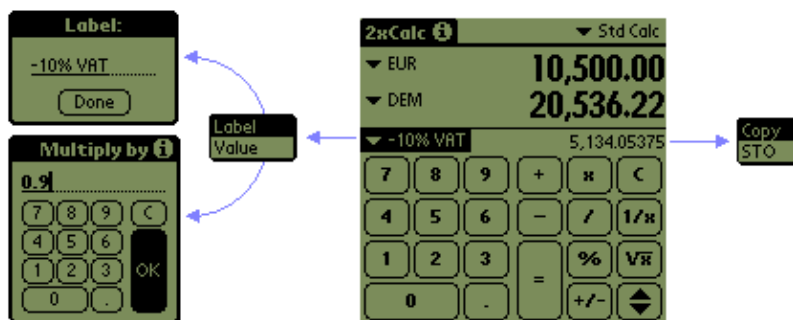 Label:
-10% VAT
Done
Multiply by i
0.9
7 8 9 C
4 5 6
1 2 3 OK
0 .
Label
Value
2xCalc i Std Calc
EUR 10,500.00
DEM 20,536.22
-10% VAT 5,134.05375
7 8 9 + x C
4 5 6 − / 1/x
1 2 3 = % √x
0 . +/-
Copy
STO